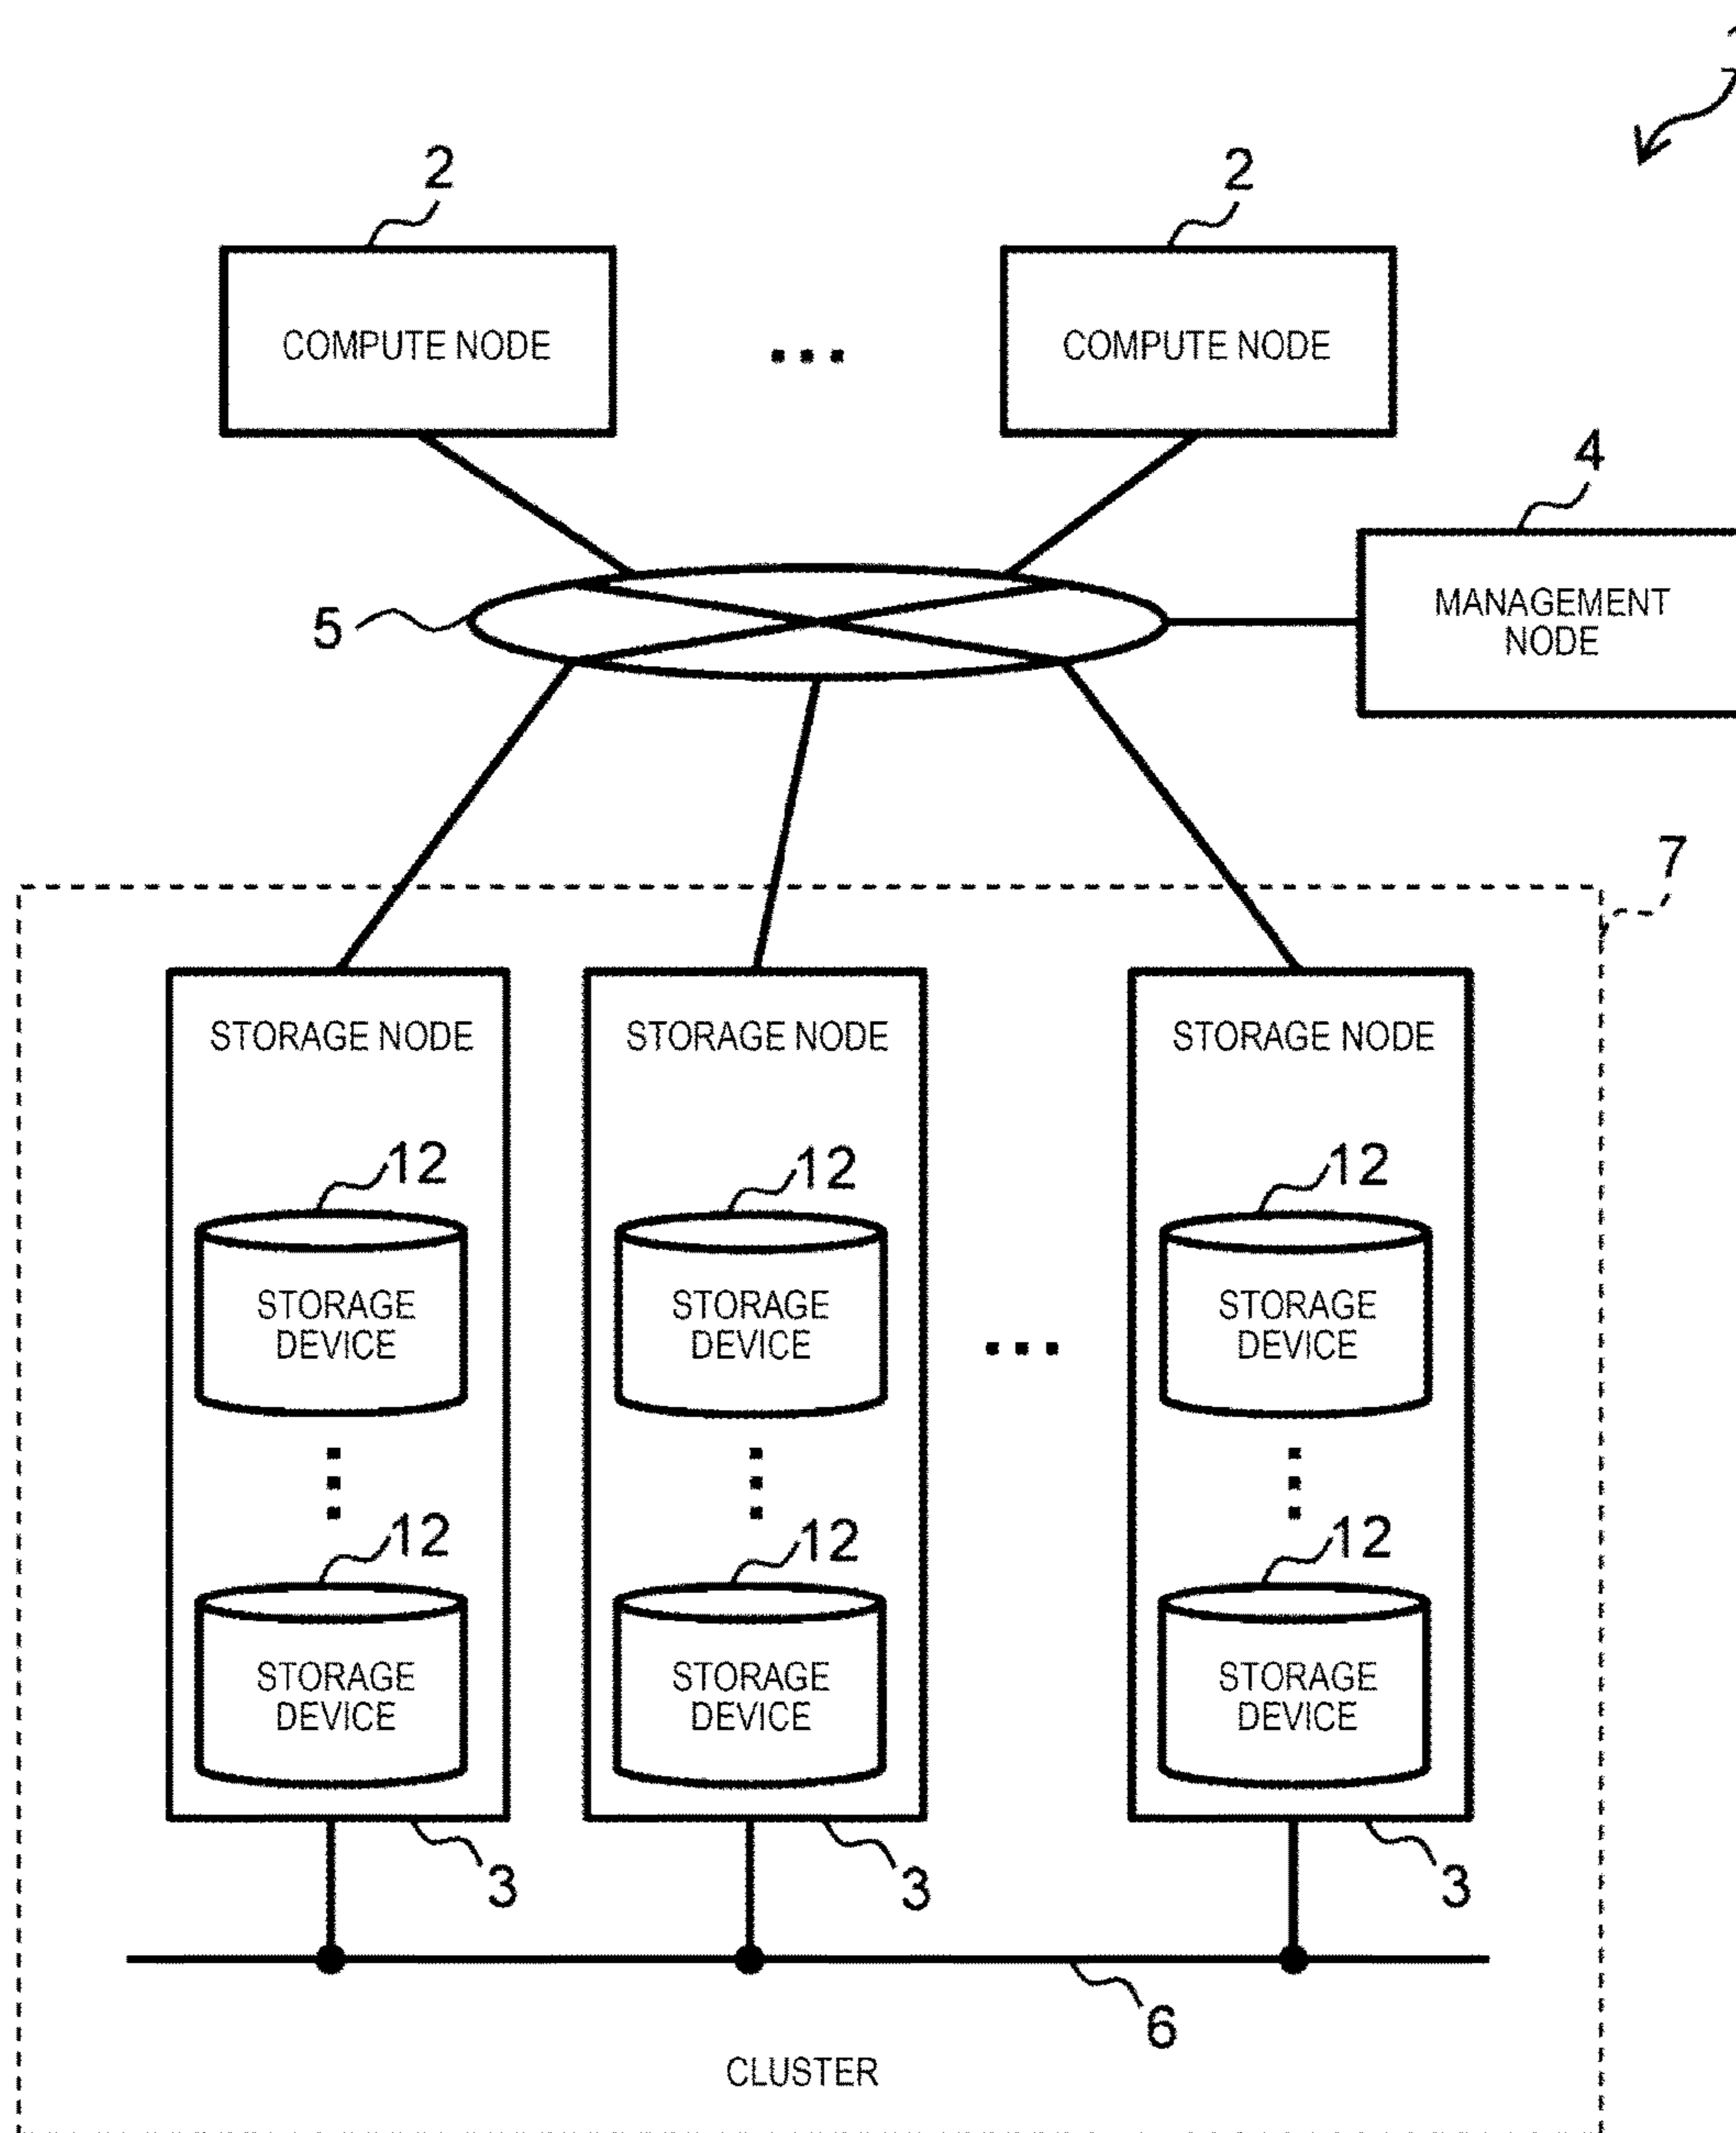 2 2
COMPUTE NODE ... COMPUTE NODE
4
5
MANAGEMENT
NODE
7
STORAGE NODE STORAGE NODE STORAGE NODE
12 12 12
STORAGE STORAGE ... STORAGE
DEVICE DEVICE DEVICE
12 12 12
STORAGE STORAGE STORAGE
DEVICE DEVICE DEVICE
3 3 3
6
CLUSTER